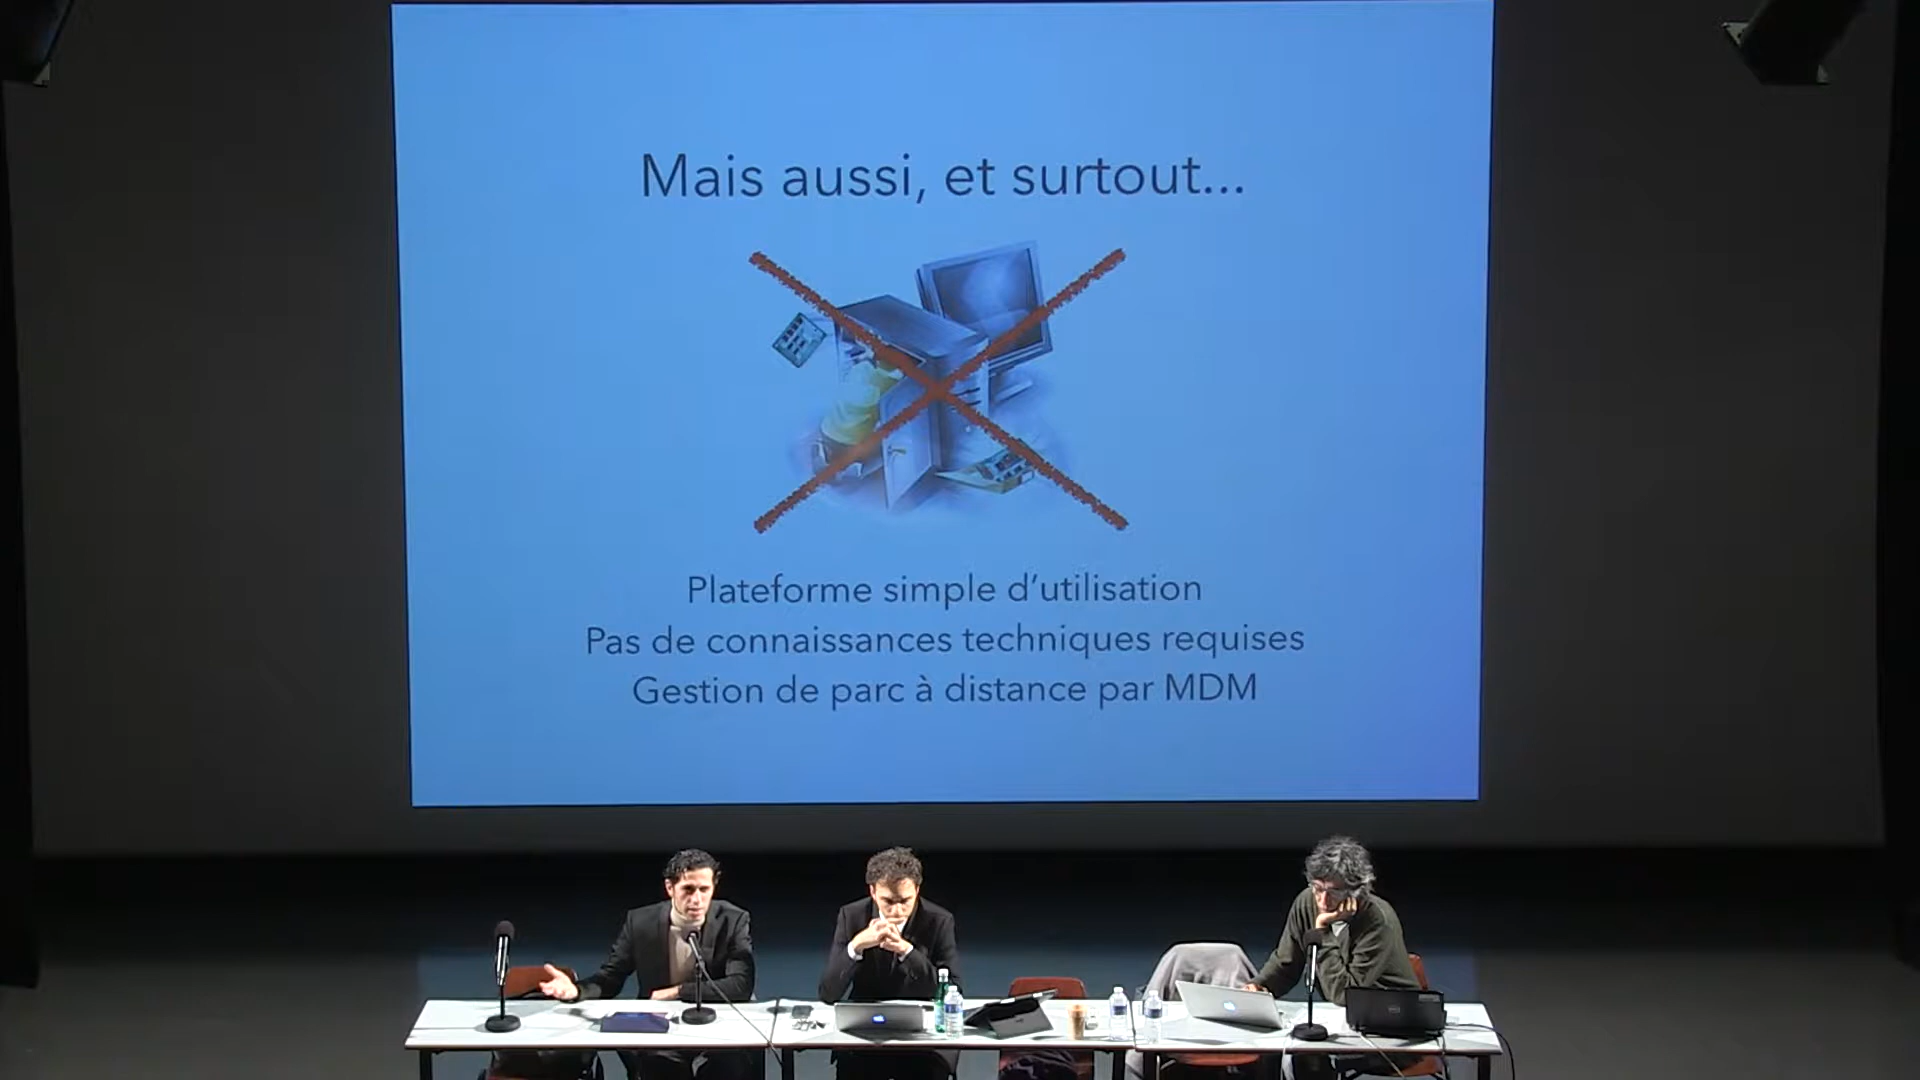 Mais aussi, et surtout...
Plateforme simple d'utilisation
Pas de connaissances techniques requises
Gestion de parc à distance par MDM